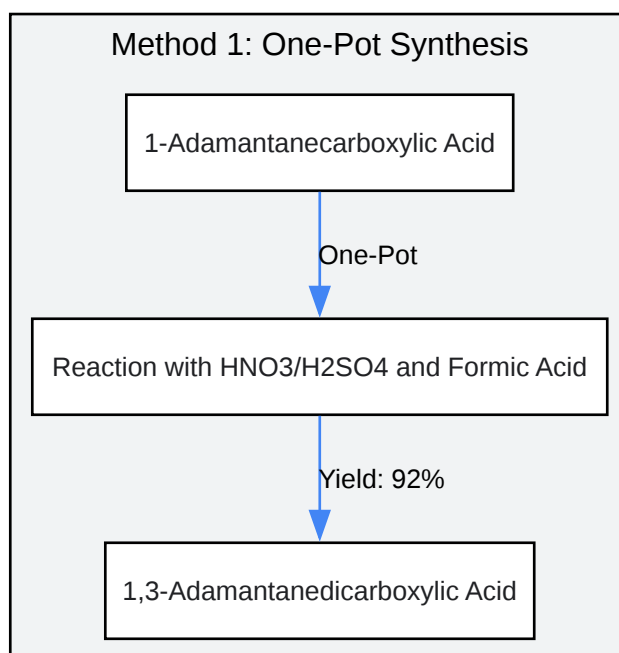 Method 1: One-Pot Synthesis
1-Adamantanecarboxylic Acid
One-Pot
Reaction with HNO3/H2SO4 and Formic Acid
Yield: 92%
1,3-Adamantanedicarboxylic Acid